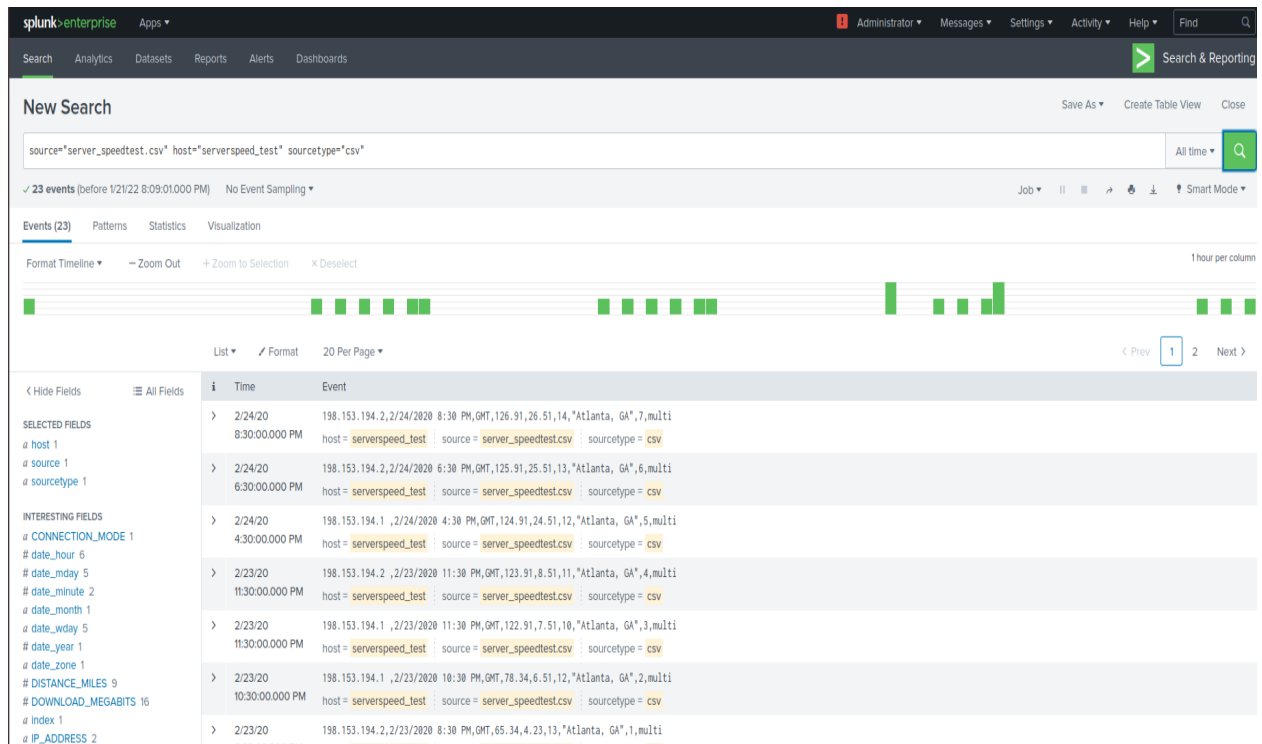 splunk>enterprise Apps ▾ ! Administrator ▾ Messages ▾ Settings ▾ Activity ▾ Help ▾ Find
Search Analytics Datasets Reports Alerts Dashboards > Search & Reporting
New Search Save As ▾ Create Table View Close
source="server_speedtest.csv" host="serverspeed_test" sourcetype="csv" All time ▾
✓ 23 events (before 1/21/22 8:09:01.000 PM) No Event Sampling ▾ Job ▾ Smart Mode ▾
Events (23) Patterns Statistics Visualization
Format Timeline ▾ — Zoom Out + Zoom to Selection × Deselect 1 hour per column
List ▾ Format 20 Per Page ▾ < Prev 1 2 Next >
< Hide Fields All Fields i Time Event
SELECTED FIELDS
a host 1
a source 1
a sourcetype 1
INTERESTING FIELDS
a CONNECTION_MODE 1
# date_hour 6
# date_mday 5
# date_minute 2
a date_month 1
a date_wday 5
# date_year 1
a date_zone 1
# DISTANCE_MILES 9
# DOWNLOAD_MEGABITS 16
a index 1
a IP_ADDRESS 2
> 2/24/20 198.153.194.2,2/24/2020 8:30 PM,GMT,126.91,26.51,14,"Atlanta, GA",7,multi
8:30:00.000 PM host = serverspeed_test source = server_speedtest.csv sourcetype = csv
> 2/24/20 198.153.194.2,2/24/2020 6:30 PM,GMT,125.91,25.51,13,"Atlanta, GA",6,multi
6:30:00.000 PM host = serverspeed_test source = server_speedtest.csv sourcetype = csv
> 2/24/20 198.153.194.1 ,2/24/2020 4:30 PM,GMT,124.91,24.51,12,"Atlanta, GA",5,multi
4:30:00.000 PM host = serverspeed_test source = server_speedtest.csv sourcetype = csv
> 2/23/20 198.153.194.2 ,2/23/2020 11:30 PM,GMT,123.91,8.51,11,"Atlanta, GA",4,multi
11:30:00.000 PM host = serverspeed_test source = server_speedtest.csv sourcetype = csv
> 2/23/20 198.153.194.1 ,2/23/2020 11:30 PM,GMT,122.91,7.51,10,"Atlanta, GA",3,multi
11:30:00.000 PM host = serverspeed_test source = server_speedtest.csv sourcetype = csv
> 2/23/20 198.153.194.1 ,2/23/2020 10:30 PM,GMT,78.34,6.51,12,"Atlanta, GA",2,multi
10:30:00.000 PM host = serverspeed_test source = server_speedtest.csv sourcetype = csv
> 2/23/20 198.153.194.2,2/23/2020 8:30 PM,GMT,65.34,4.23,13,"Atlanta, GA",1,multi